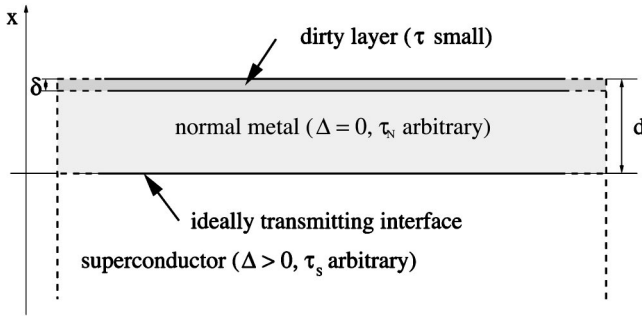 x
dirty layer (τ small)
δ
normal metal (Δ = 0, τN arbitrary)
d
ideally transmitting interface
superconductor (Δ > 0, τs arbitrary)